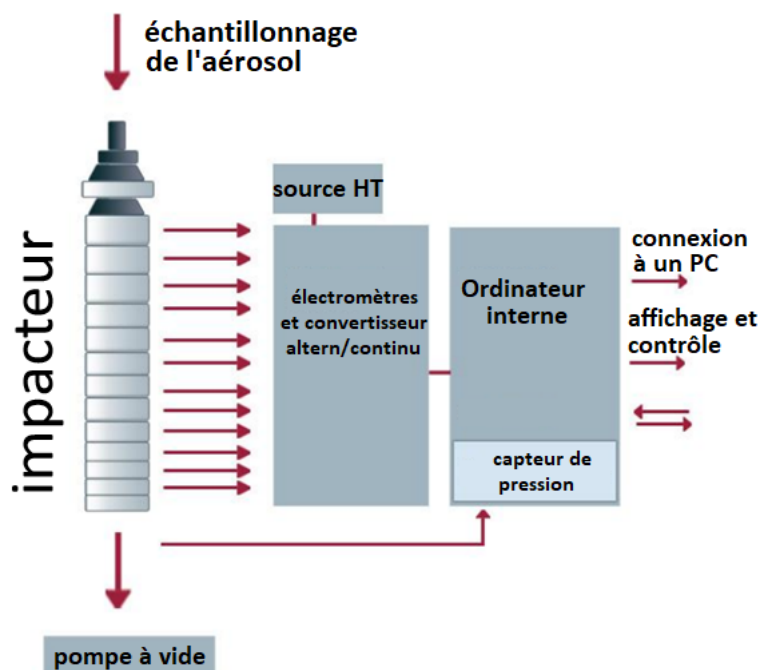 échantillonnage
de l'aérosol
impacteur
source HT
électromètres
et convertisseur
altern/continu
Ordinateur
interne
capteur de
pression
connexion
à un PC
affichage et
contrôle
pompe à vide